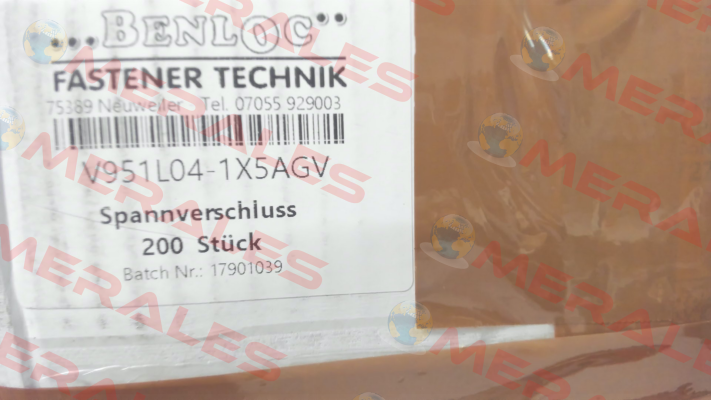 ...BENLOC¨
FASTENER TECHNIK
75389 Neuweiler Tel. 07055 929003
V951L04-1X5AGV
Spannverschluss
200 Stück
Batch Nr.: 17901039
MERALES
MERALES
MERALES
MERALES
MERALES